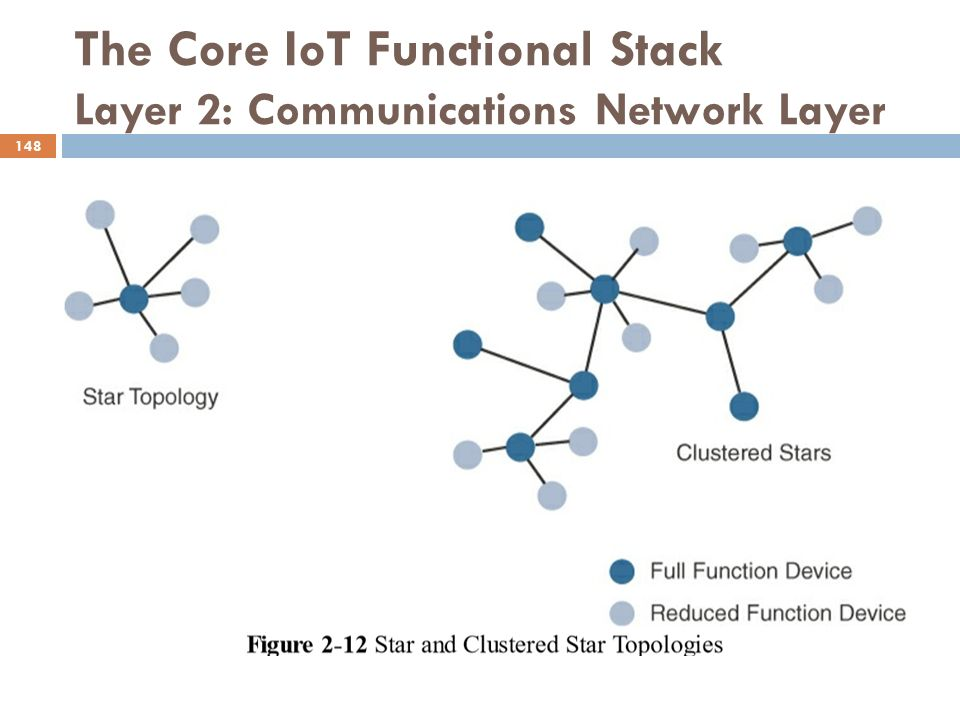 The Core IoT Functional Stack
Layer 2: Communications Network Layer
148
Star Topology
Clustered Stars
Full Function Device
Reduced Function Device
Figure 2-12 Star and Clustered Star Topologies